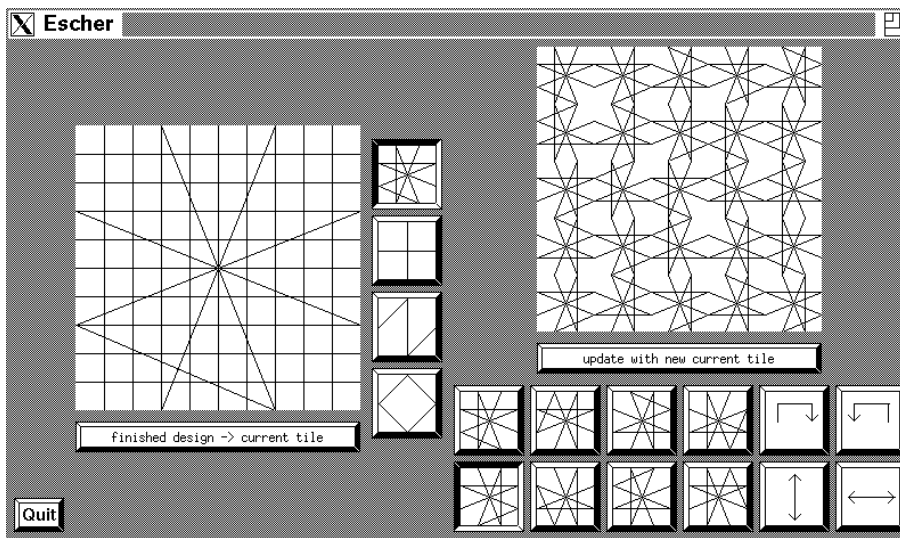 Escher
update with new current tile
finished design -> current tile
Quit